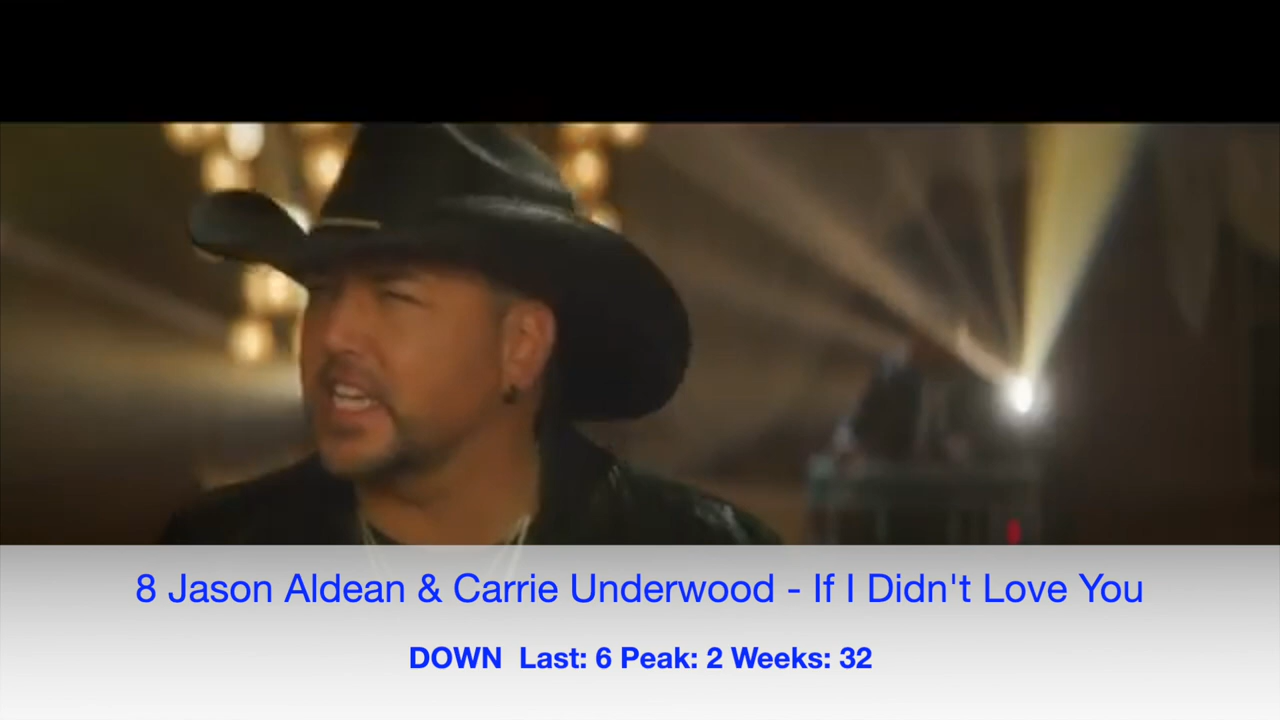 8 Jason Aldean & Carrie Underwood - If I Didn't Love You
DOWN  Last: 6 Peak: 2 Weeks: 32